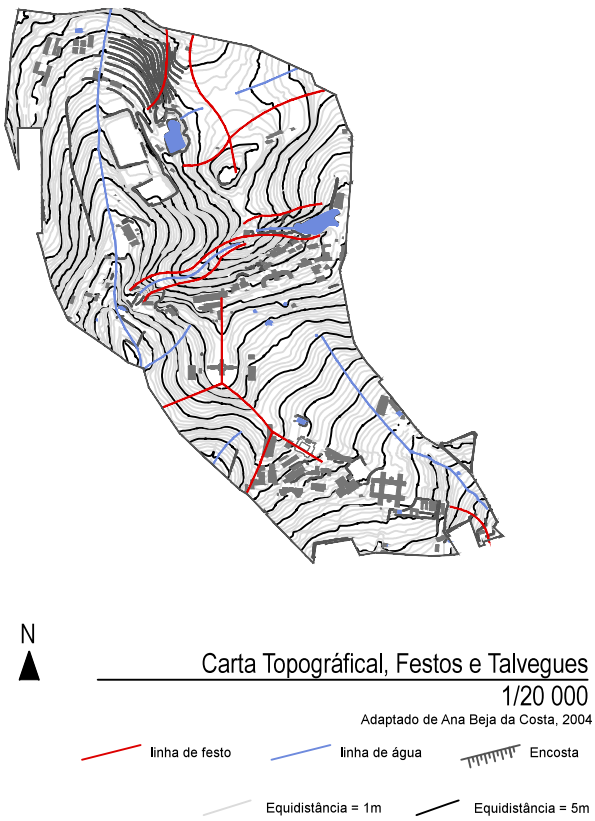 N
Carta Topográfical, Festos e Talvegues
1/20 000
Adaptado de Ana Beja da Costa, 2004
linha de festo
linha de água
Encosta
Equidistância = 1m
Equidistância = 5m